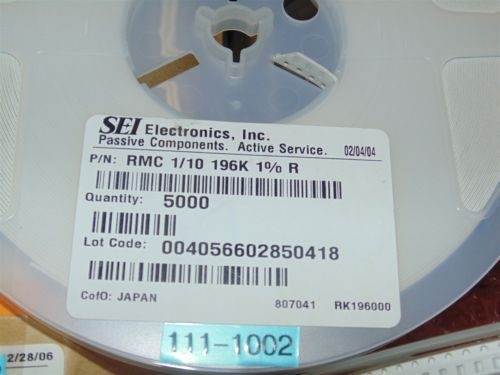 SEI Electronics, Inc.
Passive Components. Active Service. 02/04/04
P/N: RMC 1/10 196K 1% R
Quantity: 5000
Lot Code: 004056602850418
CofO: JAPAN 807041 RK196000
111-1002
2/28/06